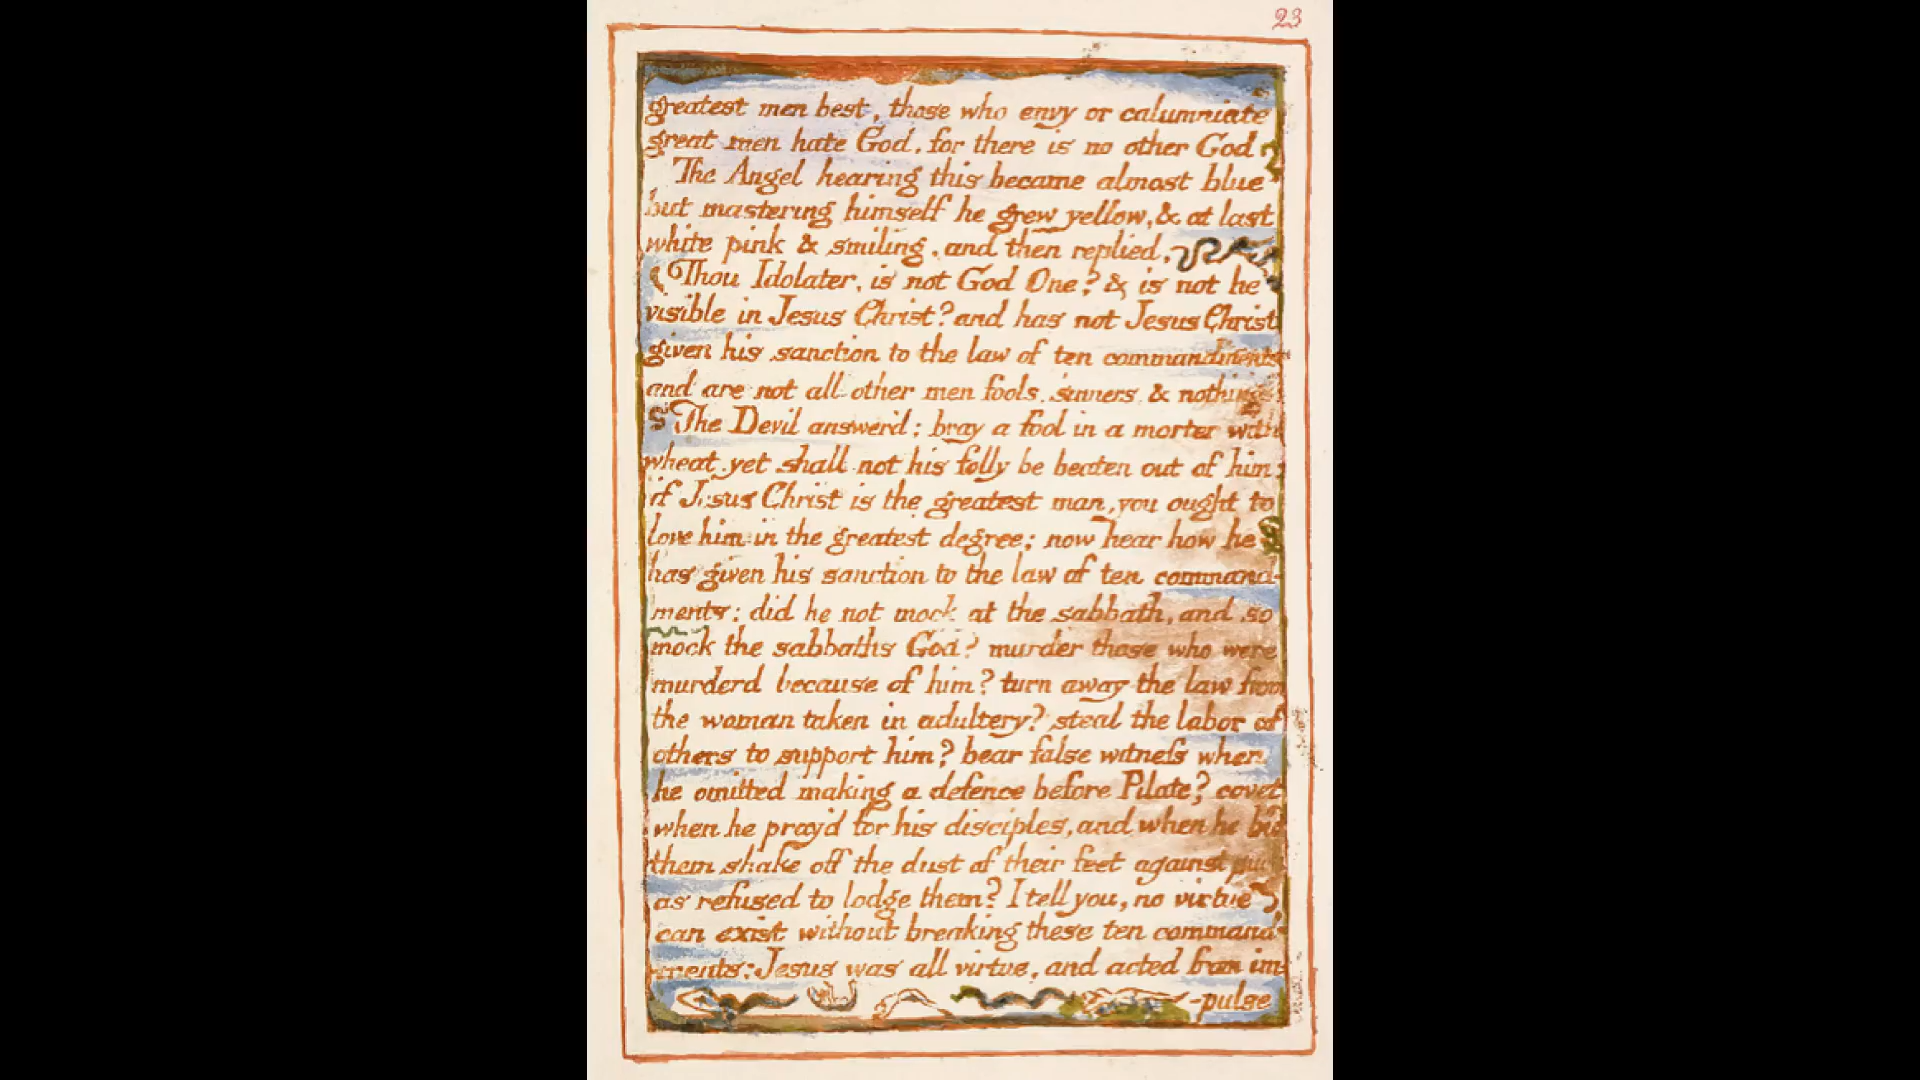 23
greatest men best, those who envy or calumniate
great men hate God, for there is no other God.
The Angel hearing this became almost blue
but mastering himself he grew yellow, & at last
white pink & smiling, and then replied,
Thou Idolater, is not God One? & is not he
visible in Jesus Christ? and has not Jesus Christ
given his sanction to the law of ten commandments
and are not all other men fools, sinners, & nothings?
The Devil answerd; bray a fool in a morter with
wheat, yet shall not his folly be beaten out of him;
if Jesus Christ is the greatest man, you ought to
love him in the greatest degree; now hear how he
has given his sanction to the law of ten command-
ments: did he not mock at the sabbath, and so
mock the sabbaths God? murder those who were
murderd because of him? turn away the law from
the woman taken in adultery? steal the labor of
others to support him? bear false witneſs when
he omitted making a defence before Pilate? covet
when he pray'd for his disciples, and when he bid
them shake off the dust of their feet against such
as refused to lodge them? I tell you, no virtue
can exist without breaking these ten command-
ments: Jesus was all virtue, and acted from im-
-pulse